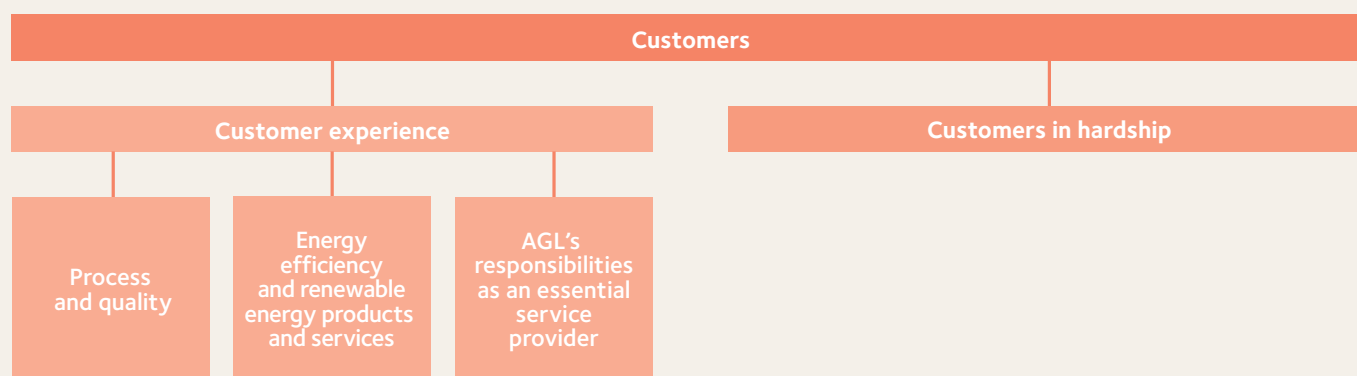 Customers
Customer experience
Customers in hardship
Process
and quality
Energy
efficiency
and renewable
energy products
and services
AGL’s
responsibilities
as an essential
service
provider